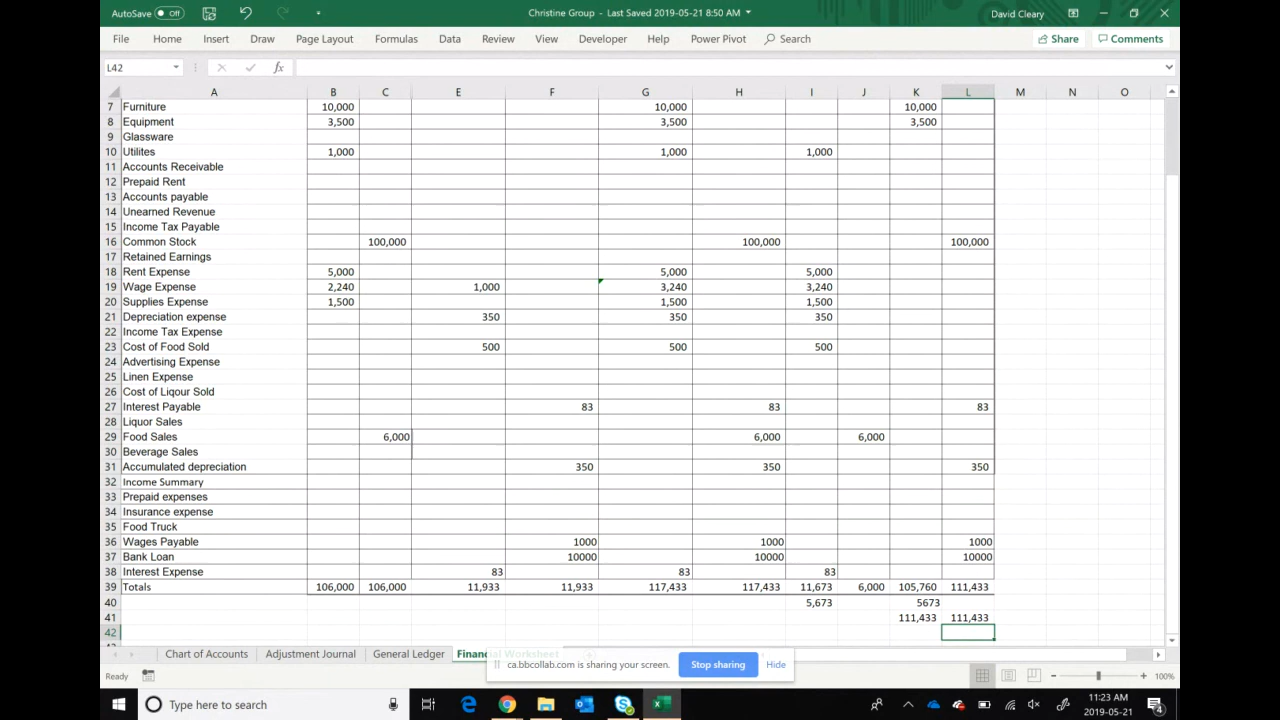 AutoSave Off Christine Group - Last Saved 2019-05-21 8:50 AM David Cleary
File Home Insert Draw Page Layout Formulas Data Review View Developer Help Power Pivot Search Share Comments
L42 fx
A B C E F G H I J K L M N O
7 Furniture 10,000 10,000 10,000
8 Equipment 3,500 3,500 3,500
9 Glassware
10 Utilites 1,000 1,000 1,000
11 Accounts Receivable
12 Prepaid Rent
13 Accounts payable
14 Unearned Revenue
15 Income Tax Payable
16 Common Stock 100,000 100,000 100,000
17 Retained Earnings
18 Rent Expense 5,000 5,000 5,000
19 Wage Expense 2,240 1,000 3,240 3,240
20 Supplies Expense 1,500 1,500 1,500
21 Depreciation expense 350 350 350
22 Income Tax Expense
23 Cost of Food Sold 500 500 500
24 Advertising Expense
25 Linen Expense
26 Cost of Liqour Sold
27 Interest Payable 83 83 83
28 Liquor Sales
29 Food Sales 6,000 6,000 6,000
30 Beverage Sales
31 Accumulated depreciation 350 350 350
32 Income Summary
33 Prepaid expenses
34 Insurance expense
35 Food Truck
36 Wages Payable 1000 1000 1000
37 Bank Loan 10000 10000 10000
38 Interest Expense 83 83 83
39 Totals 106,000 106,000 11,933 11,933 117,433 117,433 11,673 6,000 105,760 111,433
40 5,673 5673
41 111,433 111,433
42
Chart of Accounts Adjustment Journal General Ledger Financial Worksheet
ca.bbcollab.com is sharing your screen. Stop sharing Hide
Ready 100%
Type here to search 11:23 AM
2019-05-21 4